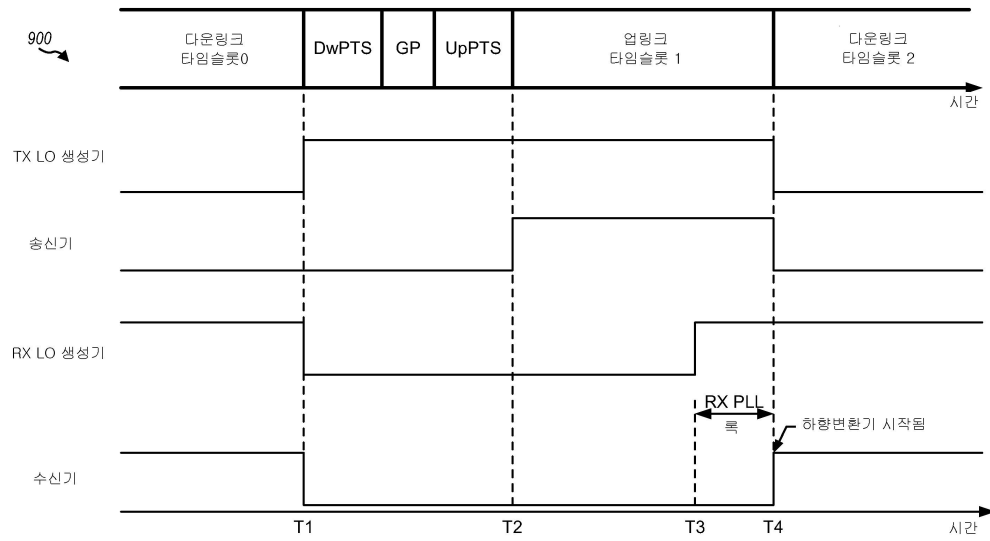 900
다운링크
타임슬롯0
DwPTS
GP
UpPTS
업링크
타임슬롯 1
다운링크
타임슬롯 2
시간
TX LO 생성기
송신기
RX LO 생성기
RX PLL
록
하향변환기 시작됨
수신기
T1
T2
T3
T4
시간